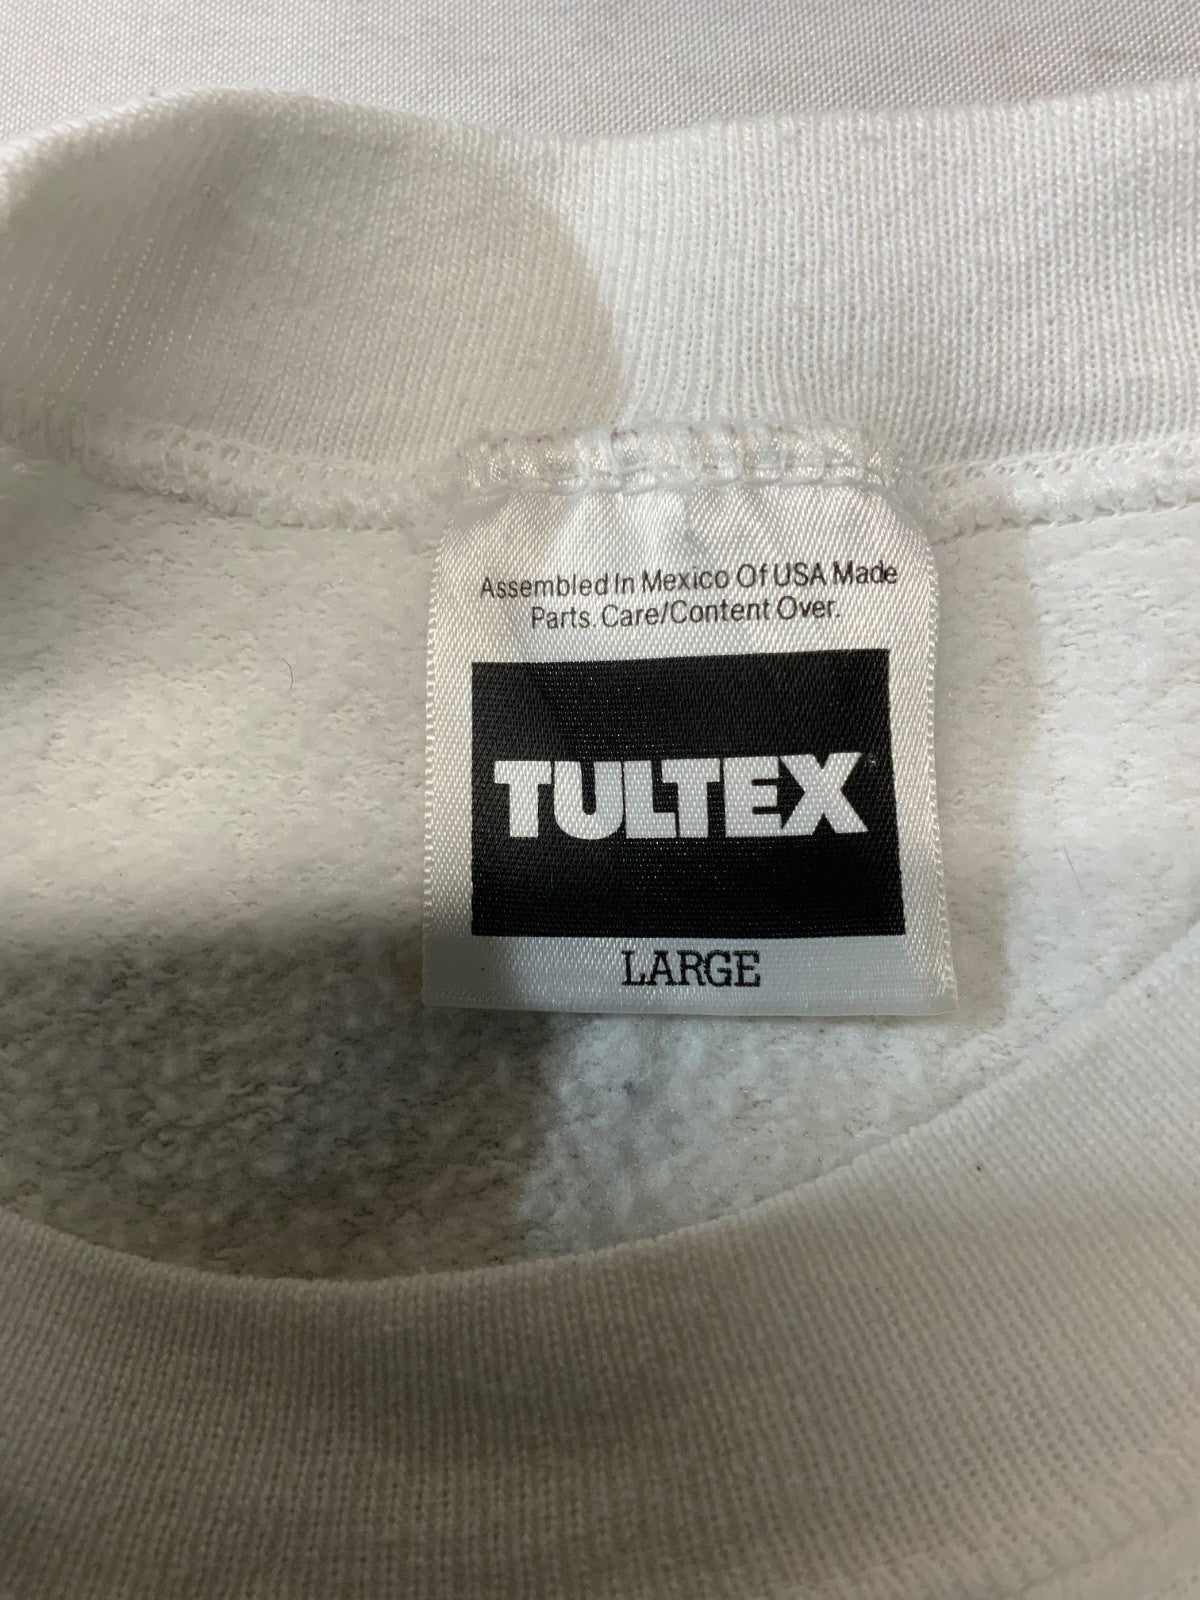 Assembled In Mexico Of USA Made
Parts. Care/Content Over.
TULTEX
LARGE